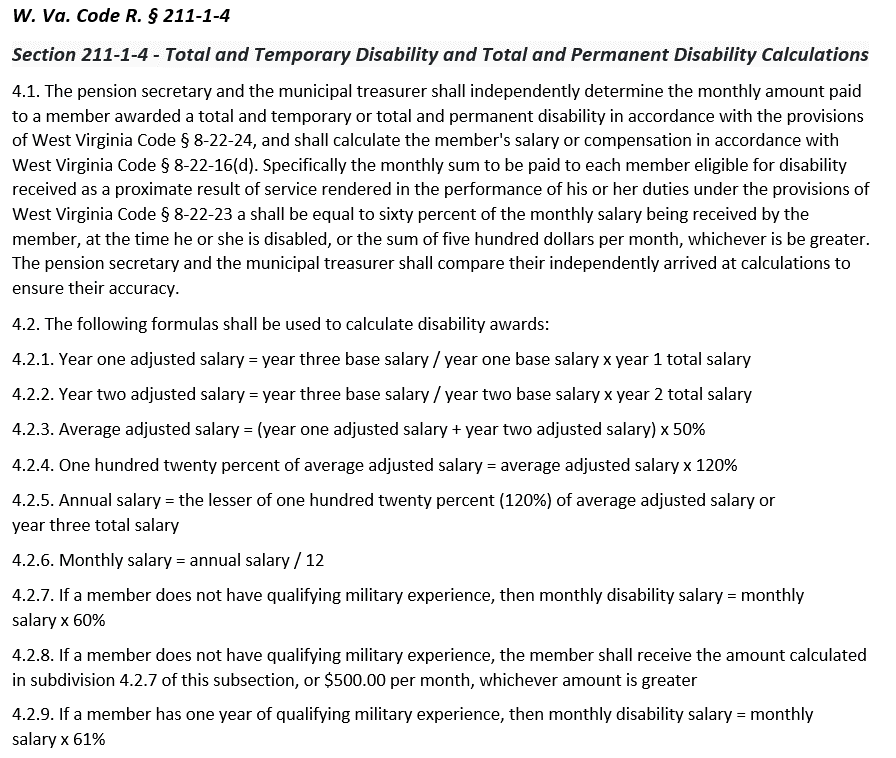 W. Va. Code R. § 211-1-4
Section 211-1-4 - Total and Temporary Disability and Total and Permanent Disability Calculations
4.1. The pension secretary and the municipal treasurer shall independently determine the monthly amount paid
to a member awarded a total and temporary or total and permanent disability in accordance with the provisions
of West Virginia Code § 8-22-24, and shall calculate the member's salary or compensation in accordance with
West Virginia Code § 8-22-16(d). Specifically the monthly sum to be paid to each member eligible for disability
received as a proximate result of service rendered in the performance of his or her duties under the provisions of
West Virginia Code § 8-22-23 a shall be equal to sixty percent of the monthly salary being received by the
member, at the time he or she is disabled, or the sum of five hundred dollars per month, whichever is be greater.
The pension secretary and the municipal treasurer shall compare their independently arrived at calculations to
ensure their accuracy.
4.2. The following formulas shall be used to calculate disability awards:
4.2.1. Year one adjusted salary = year three base salary / year one base salary x year 1 total salary
4.2.2. Year two adjusted salary = year three base salary / year two base salary x year 2 total salary
4.2.3. Average adjusted salary = (year one adjusted salary + year two adjusted salary) x 50%
4.2.4. One hundred twenty percent of average adjusted salary = average adjusted salary x 120%
4.2.5. Annual salary = the lesser of one hundred twenty percent (120%) of average adjusted salary or
year three total salary
4.2.6. Monthly salary = annual salary / 12
4.2.7. If a member does not have qualifying military experience, then monthly disability salary = monthly
salary x 60%
4.2.8. If a member does not have qualifying military experience, the member shall receive the amount calculated
in subdivision 4.2.7 of this subsection, or $500.00 per month, whichever amount is greater
4.2.9. If a member has one year of qualifying military experience, then monthly disability salary = monthly
salary x 61%